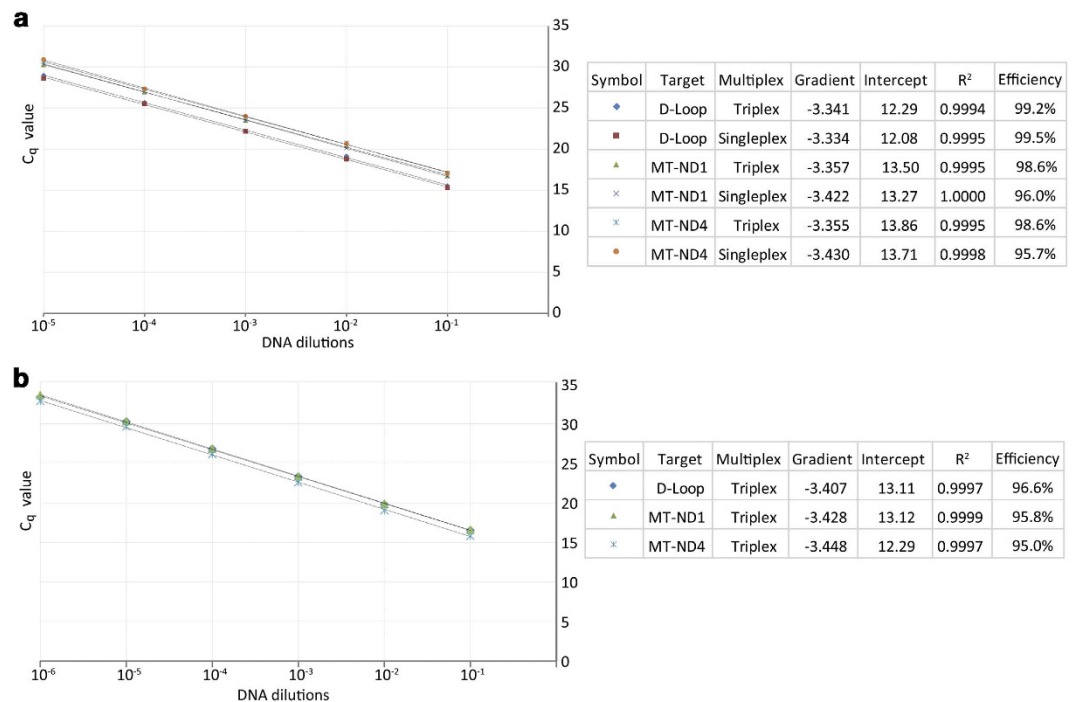 a
35
30
25
20
15
10
5
0
Cq value
10-5 10-4 10-3 10-2 10-1
DNA dilutions
Symbol Target Multiplex Gradient Intercept R2 Efficiency
D-Loop Triplex -3.341 12.29 0.9994 99.2%
D-Loop Singleplex -3.334 12.08 0.9995 99.5%
MT-ND1 Triplex -3.357 13.50 0.9995 98.6%
MT-ND1 Singleplex -3.422 13.27 1.0000 96.0%
MT-ND4 Triplex -3.355 13.86 0.9995 98.6%
MT-ND4 Singleplex -3.430 13.71 0.9998 95.7%
b
35
30
25
20
15
10
5
0
Cq value
10-6 10-5 10-4 10-3 10-2 10-1
DNA dilutions
Symbol Target Multiplex Gradient Intercept R2 Efficiency
D-Loop Triplex -3.407 13.11 0.9997 96.6%
MT-ND1 Triplex -3.428 13.12 0.9999 95.8%
MT-ND4 Triplex -3.448 12.29 0.9997 95.0%